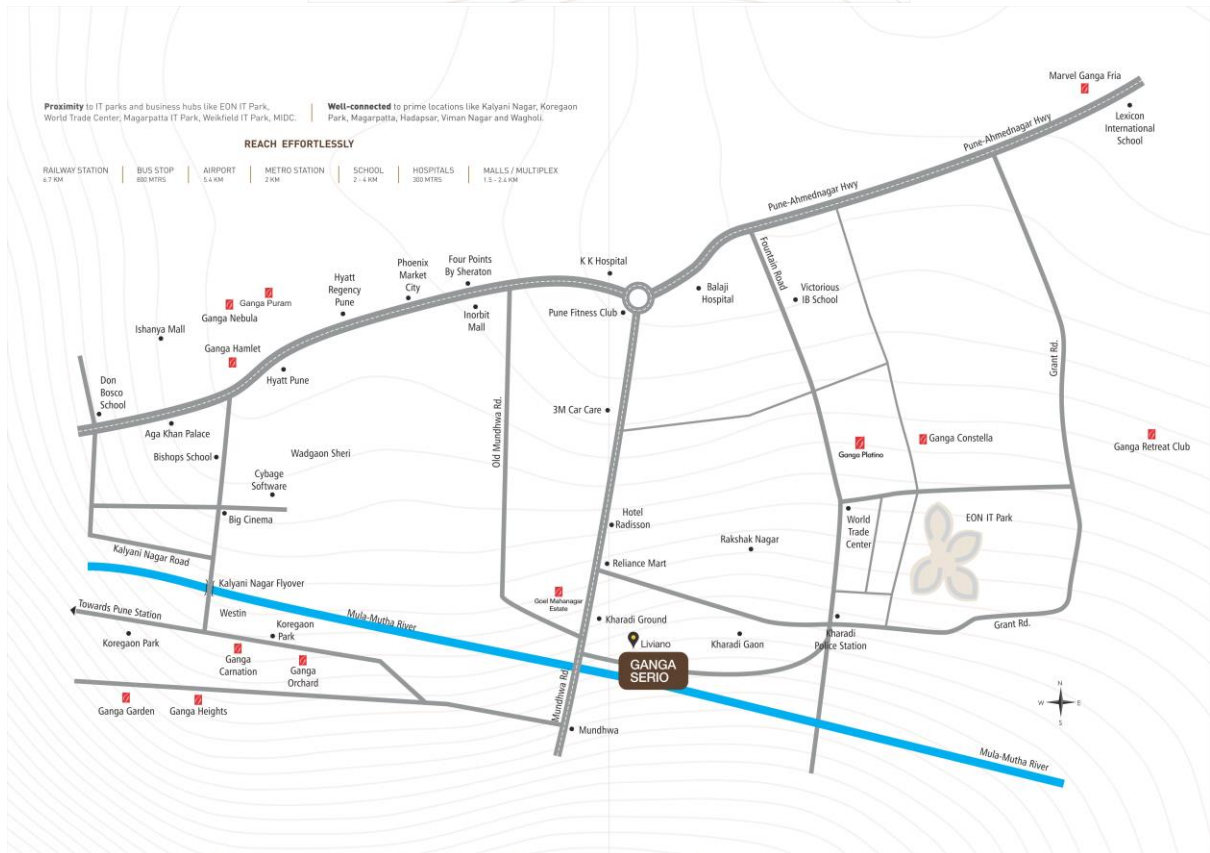 Proximity to IT parks and business hubs like EON IT Park,
World Trade Center, Magarpatta IT Park, Weikfield IT Park, MIDC.
Well-connected to prime locations like Kalyani Nagar, Koregaon
Park, Magarpatta, Hadapsar, Viman Nagar and Wagholi.
REACH EFFORTLESSLY
RAILWAY STATION
6.7 KM
BUS STOP
800 MTRS
AIRPORT
5.4 KM
METRO STATION
2 KM
SCHOOL
2 - 4 KM
HOSPITALS
300 MTRS
MALLS / MULTIPLEX
1.5 - 2.4 KM
Marvel Ganga Fria
Lexicon
International
School
Pune-Ahmednagar Hwy
Pune-Ahmednagar Hwy
Fountain Road
Grant Rd.
K K Hospital
Balaji
Hospital
Victorious
IB School
Four Points
By Sheraton
Phoenix
Market
City
Hyatt
Regency
Pune
Inorbit
Mall
Pune Fitness Club
Ganga Puram
Ganga Nebula
Ishanya Mall
Ganga Hamlet
Hyatt Pune
Don
Bosco
School
Aga Khan Palace
Bishops School
Wadgaon Sheri
Cybage
Software
Big Cinema
Old Mundhwa Rd.
3M Car Care
Ganga Platino
Ganga Constella
Ganga Retreat Club
Hotel
Radisson
World
Trade
Center
EON IT Park
Rakshak Nagar
Reliance Mart
Kalyani Nagar Road
Kalyani Nagar Flyover
Goel Mahanagar
Estate
Towards Pune Station
Westin
Koregaon
Park
Koregaon Park
Mula-Mutha River
Kharadi Ground
Liviano
Kharadi Gaon
Kharadi
Police Station
Grant Rd.
GANGA
SERIO
Ganga
Carnation
Ganga
Orchard
Ganga Garden
Ganga Heights
Mundhwa Rd.
Mundhwa
Mula-Mutha River
N
W
E
S